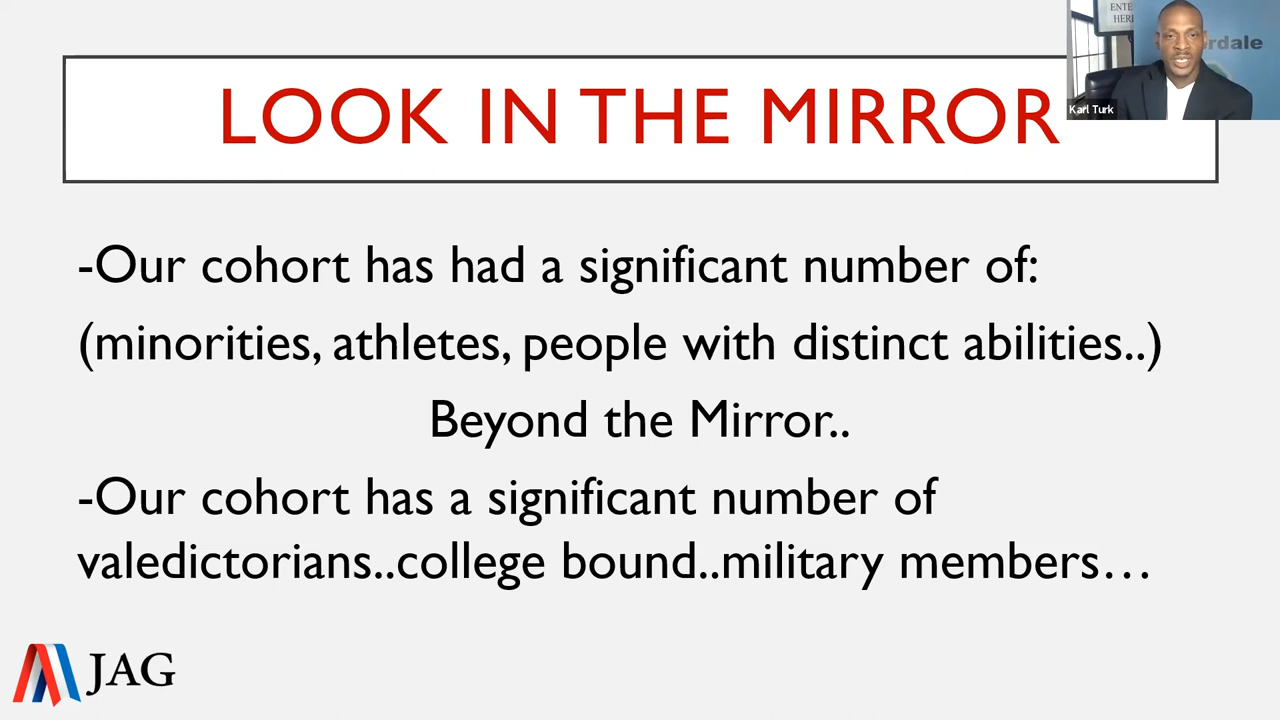 ENTE
HERE
rdale
Karl Turk
LOOK IN THE MIRROR
-Our cohort has had a significant number of:
(minorities, athletes, people with distinct abilities..)
Beyond the Mirror..
-Our cohort has a significant number of
valedictorians..college bound..military members…
JAG